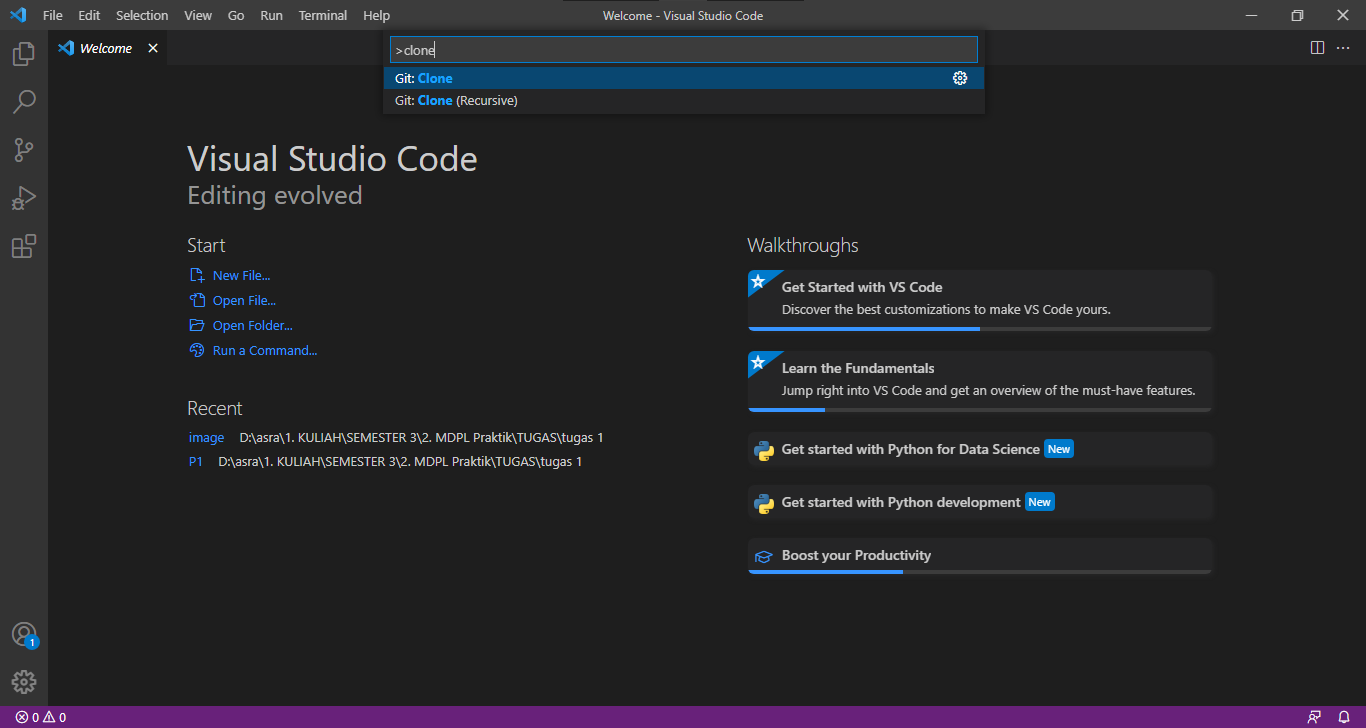 File Edit Selection View Go Run Terminal Help Welcome - Visual Studio Code
Welcome
>clone
Git: Clone
Git: Clone (Recursive)
Visual Studio Code
Editing evolved
Start
New File...
Open File...
Open Folder...
Run a Command...
Recent
image D:\asra\1. KULIAH\SEMESTER 3\2. MDPL Praktik\TUGAS\tugas 1
P1 D:\asra\1. KULIAH\SEMESTER 3\2. MDPL Praktik\TUGAS\tugas 1
Walkthroughs
Get Started with VS Code
Discover the best customizations to make VS Code yours.
Learn the Fundamentals
Jump right into VS Code and get an overview of the must-have features.
Get started with Python for Data Science New
Get started with Python development New
Boost your Productivity
1
0 0